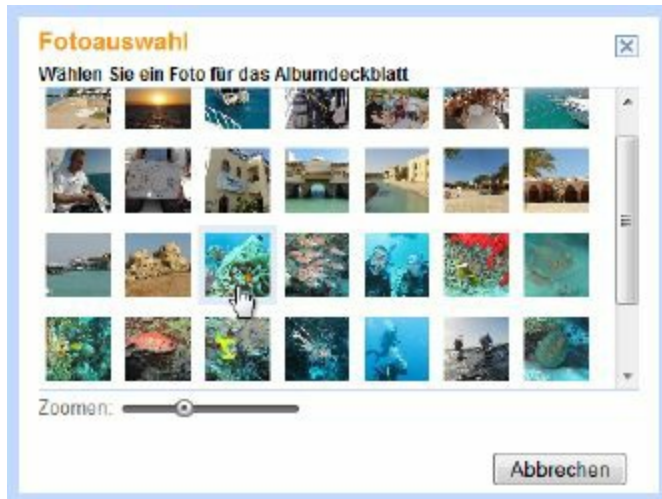 Fotoauswahl
Wählen Sie ein Foto für das Albumdeckblatt
Zoomen:
Abbrechen